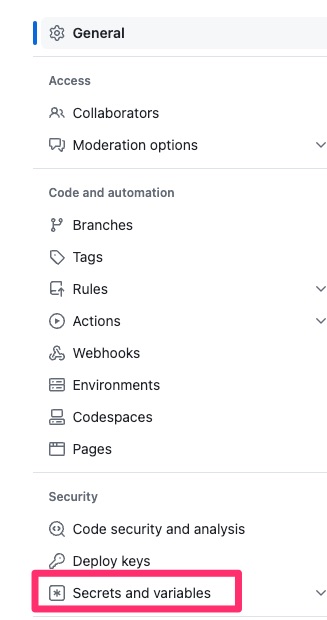 General
Access
Collaborators
Moderation options
Code and automation
Branches
Tags
Rules
Actions
Webhooks
Environments
Codespaces
Pages
Security
Code security and analysis
Deploy keys
Secrets and variables